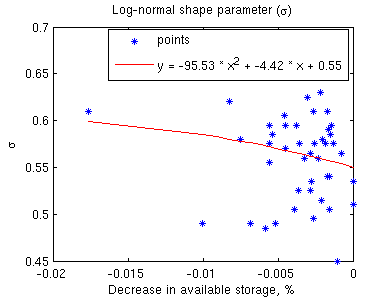 Log-normal shape parameter (σ)
0.7
0.65
0.6
0.55
0.5
0.45
σ
points
y = -95.53 * x² + -4.42 * x + 0.55
-0.02
-0.015
-0.01
-0.005
0
Decrease in available storage, %